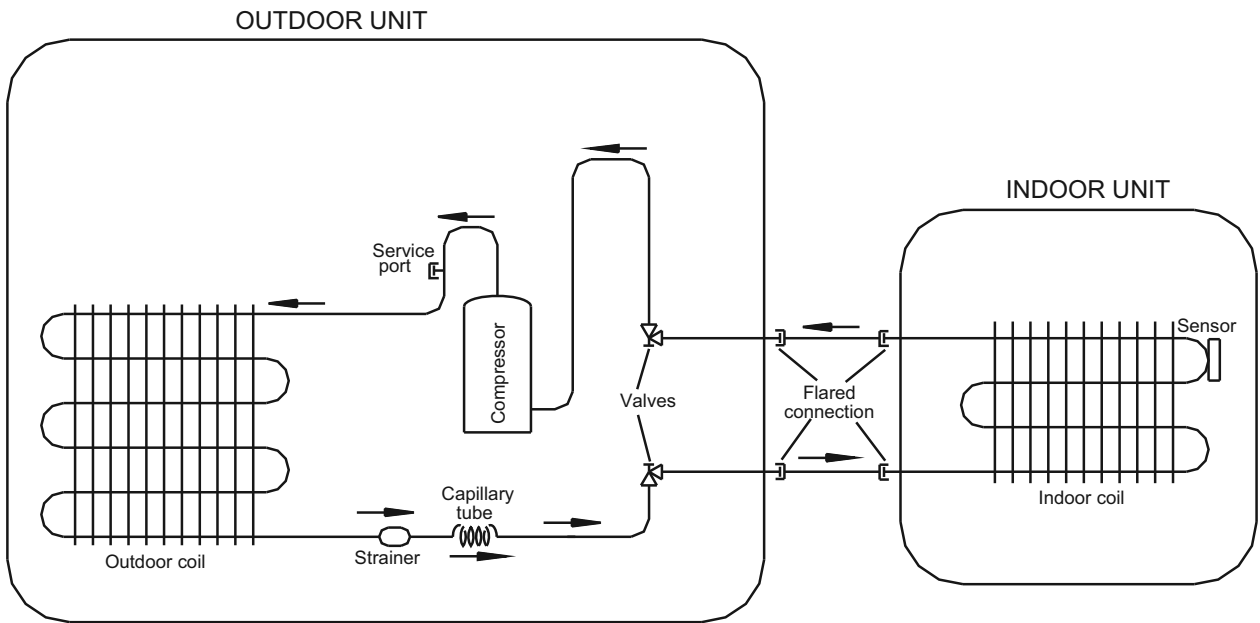 OUTDOOR UNIT
INDOOR UNIT
Service
port
Compressor
Sensor
Valves
Flared
connection
Capillary
tube
Indoor coil
Outdoor coil
Strainer